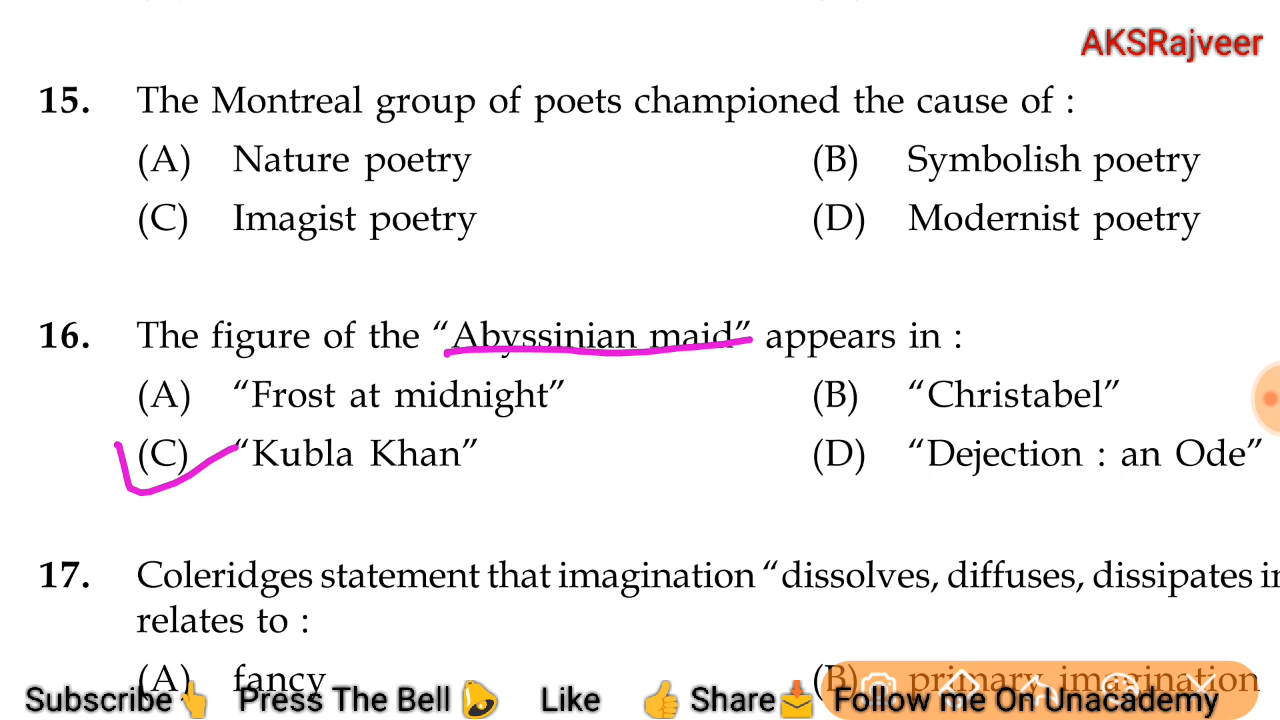 AKSRajveer
15. The Montreal group of poets championed the cause of :
(A) Nature poetry (B) Symbolish poetry
(C) Imagist poetry (D) Modernist poetry
16. The figure of the “Abyssinian maid” appears in :
(A) “Frost at midnight” (B) “Christabel”
(C) “Kubla Khan” (D) “Dejection : an Ode”
17. Coleridges statement that imagination “dissolves, diffuses, dissipates
relates to :
(A) fancy (B) primary imagination
Subscribe Press The Bell Like Share Follow me On Unacademy